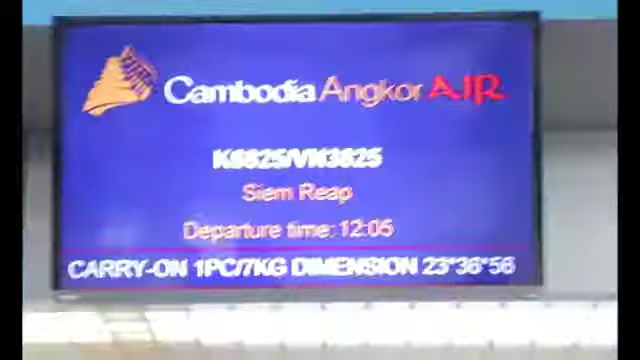 Cambodia Angkor AIR
K6825/VN3825
Siem Reap
Departure time: 12:05
CARRY-ON 1PC/7KG DIMENSION 23*36*56